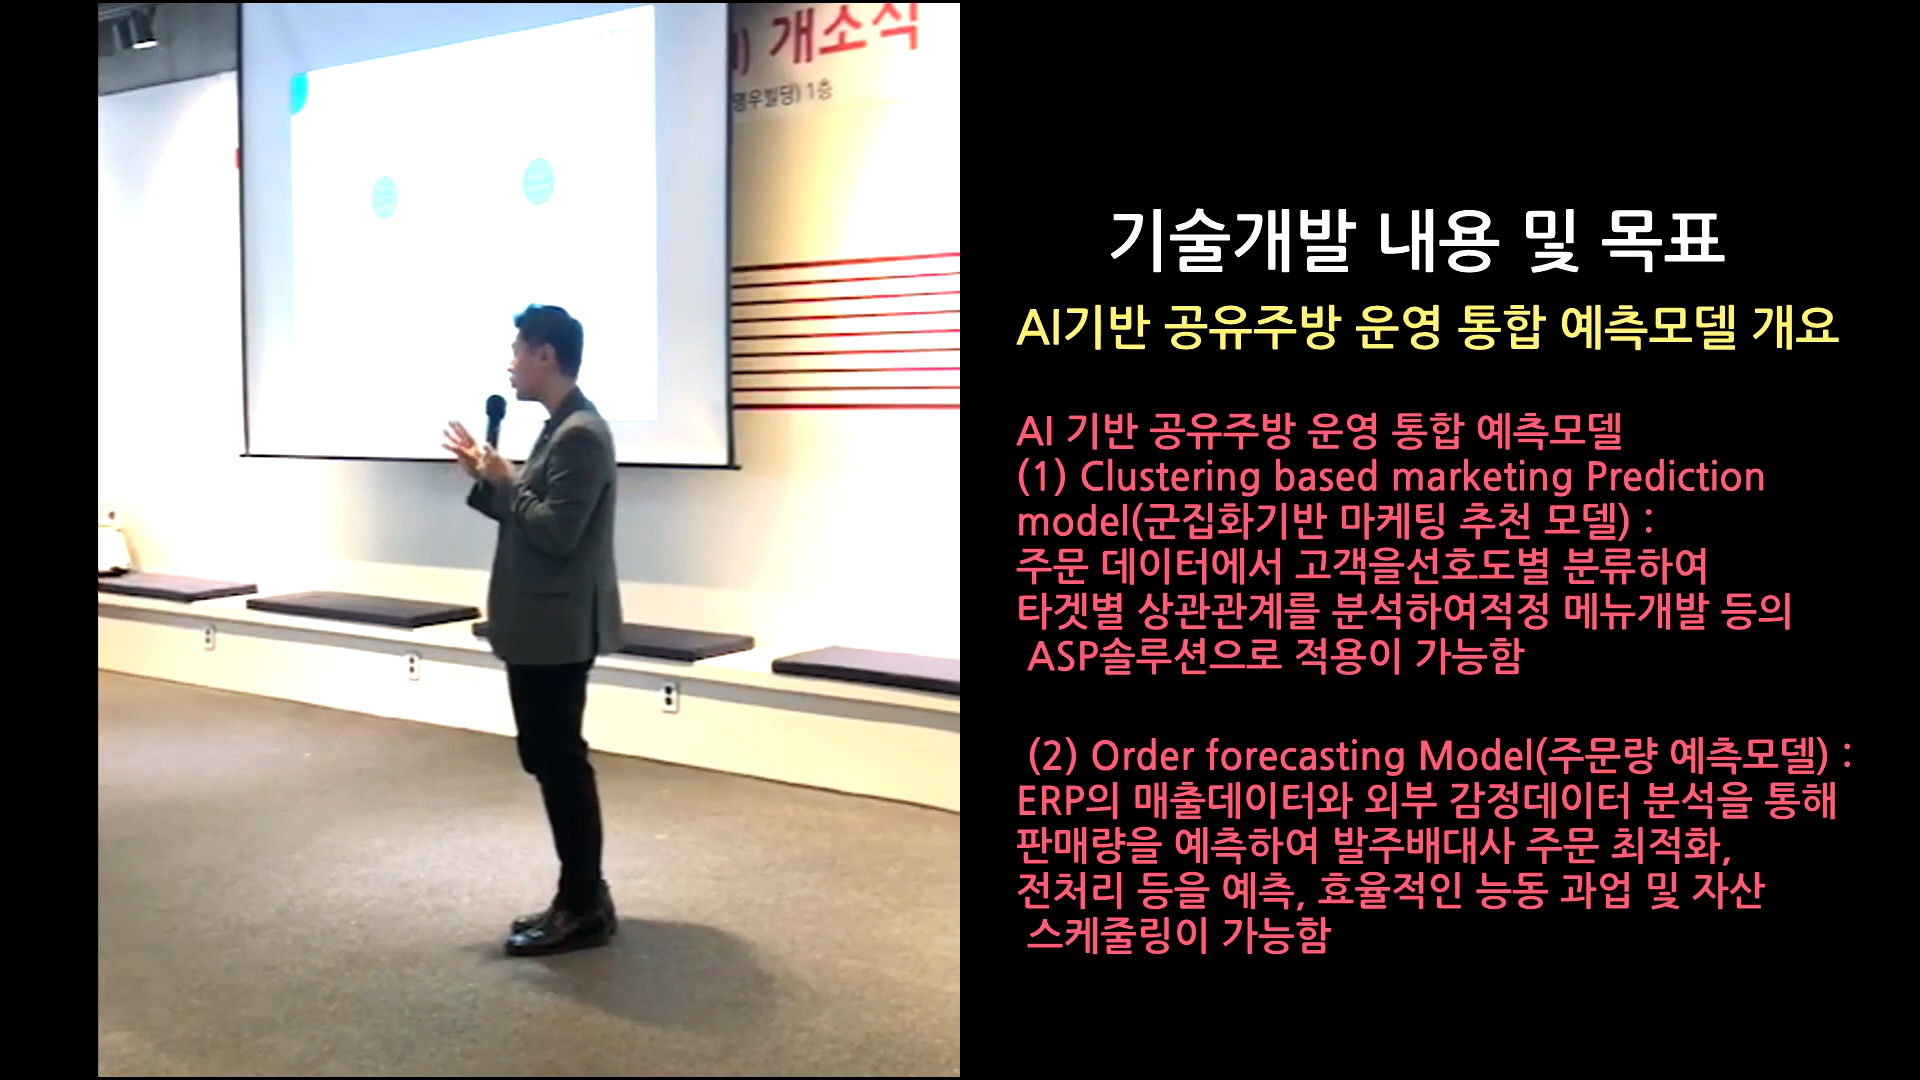 개소식
명우빌딩) 1층
기술개발 내용 및 목표
AI기반 공유주방 운영 통합 예측모델 개요
AI 기반 공유주방 운영 통합 예측모델
(1) Clustering based marketing Prediction
model(군집화기반 마케팅 추천 모델) :
주문 데이터에서 고객을선호도별 분류하여
타겟별 상관관계를 분석하여적정 메뉴개발 등의
ASP솔루션으로 적용이 가능함
(2) Order forecasting Model(주문량 예측모델) :
ERP의 매출데이터와 외부 감정데이터 분석을 통해
판매량을 예측하여 발주배대사 주문 최적화,
전처리 등을 예측, 효율적인 능동 과업 및 자산
스케줄링이 가능함